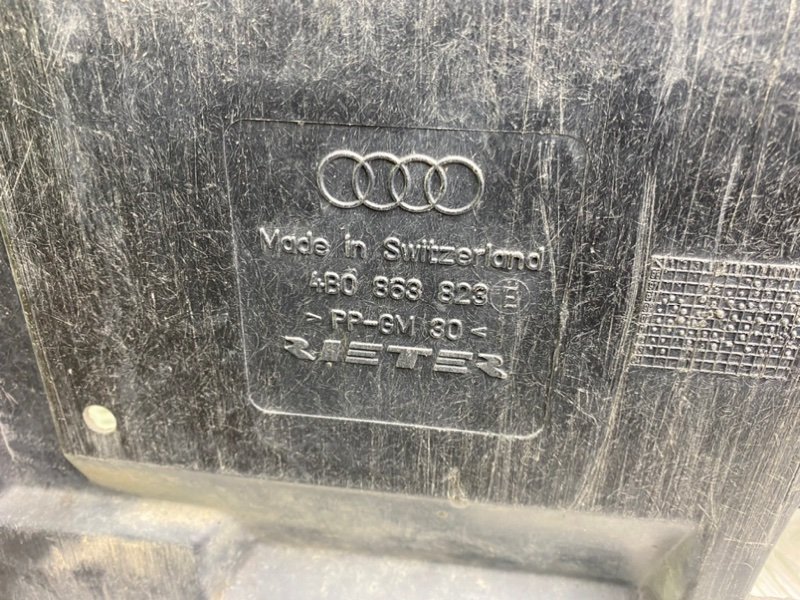 Made in Switzerland
4B0 863 823
> PP-GM 30 <
RIETER